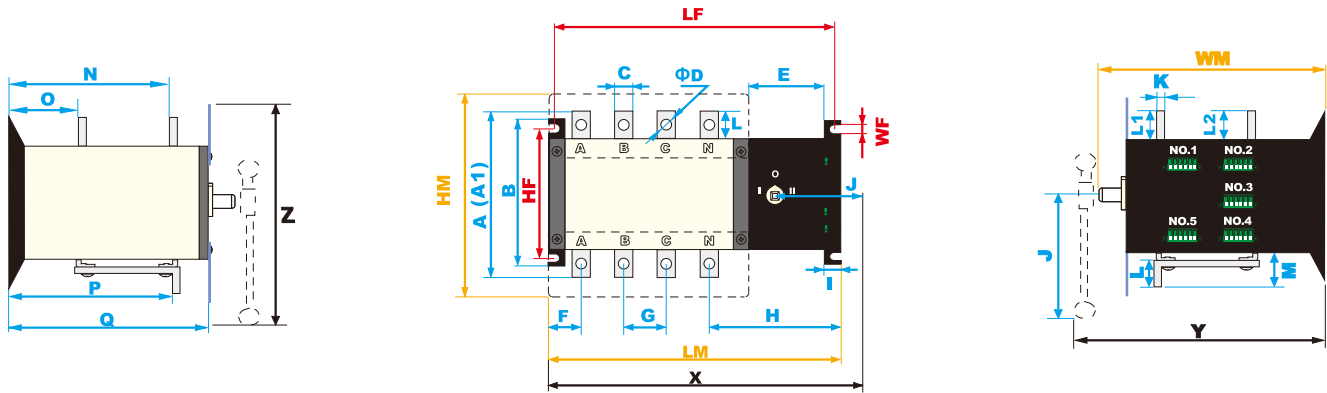 N
O
Z
P
Q
LF
C
ΦD
E
L
WF
HM
A (A1)
B
HF
A
B
C
N
O
I
II
J
A
B
C
N
I
F
G
H
LM
X
WM
K
L1
L2
NO.1
NO.2
NO.3
NO.5
NO.4
J
L
M
Y